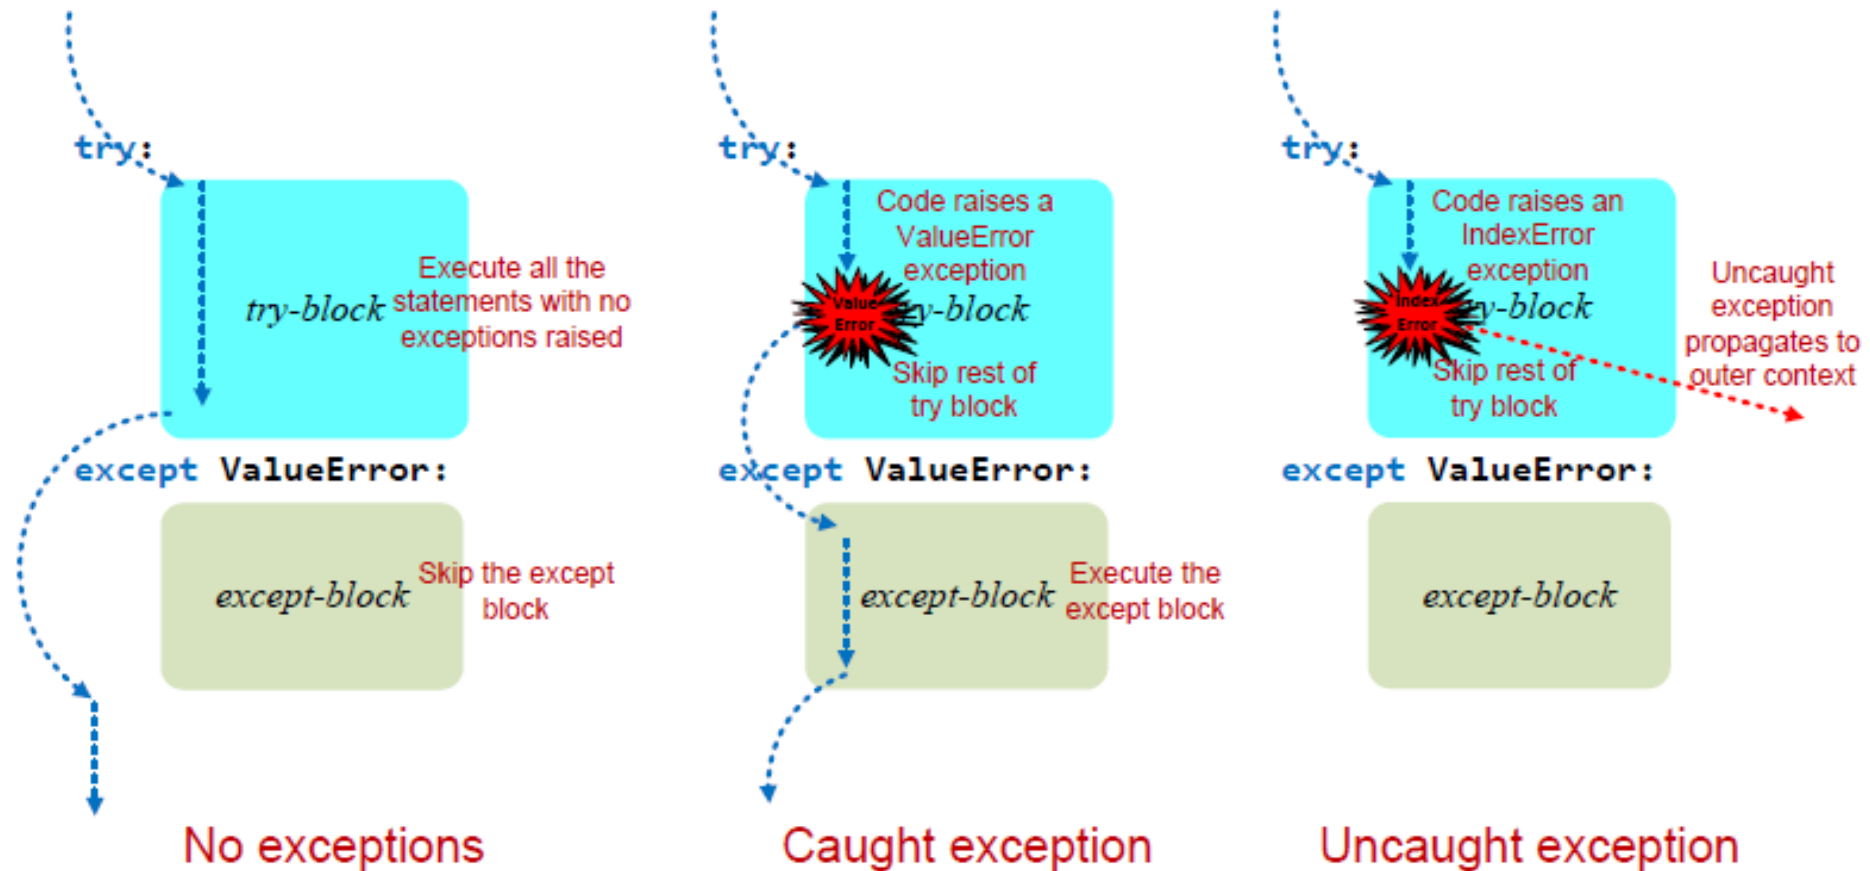 try:
Execute all the
statements with no
exceptions raised
try-block
except ValueError:
except-block
Skip the except
block
No exceptions
try:
Code raises a
ValueError
exception
Value
Error
y-block
Skip rest of
try block
except ValueError:
except-block
Execute the
except block
Caught exception
try:
Code raises an
IndexError
exception
Index
Error
y-block
Skip rest of
try block
Uncaught
exception
propagates to
outer context
except ValueError:
except-block
Uncaught exception